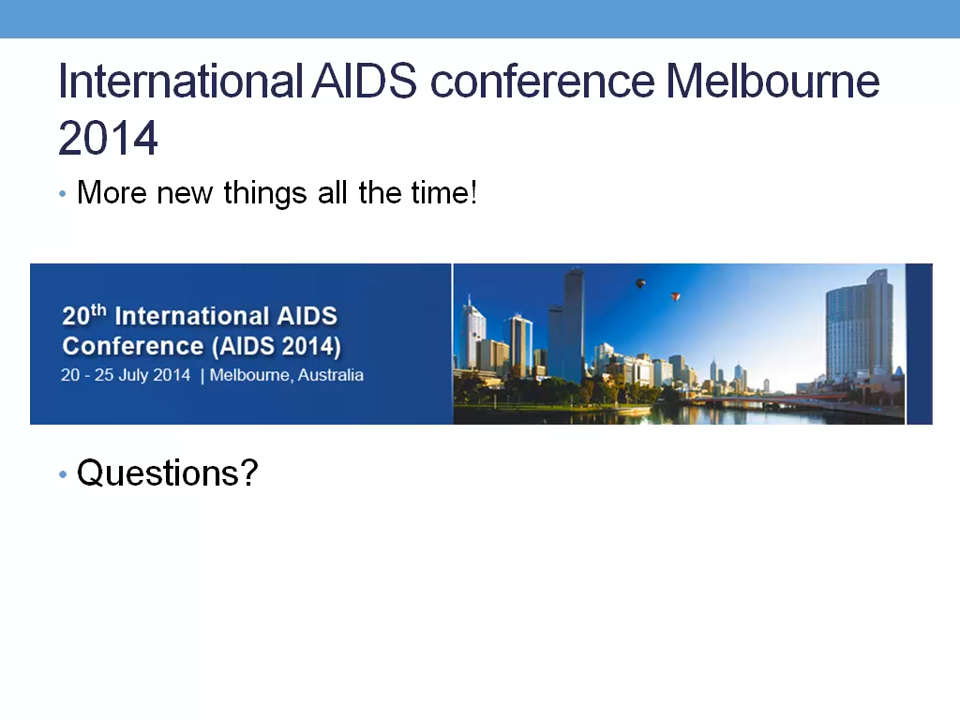 International AIDS conference Melbourne
2014
• More new things all the time!
20th International AIDS
Conference (AIDS 2014)
20 - 25 July 2014 | Melbourne, Australia
• Questions?